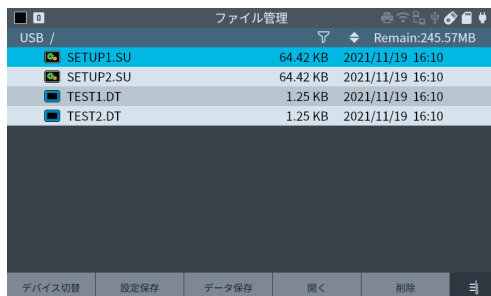 0 ファイル管理
USB / Remain:245.57MB
SETUP1.SU 64.42 KB 2021/11/19 16:10
SETUP2.SU 64.42 KB 2021/11/19 16:10
TEST1.DT 1.25 KB 2021/11/19 16:10
TEST2.DT 1.25 KB 2021/11/19 16:10
デバイス切替 設定保存 データ保存 開く 削除